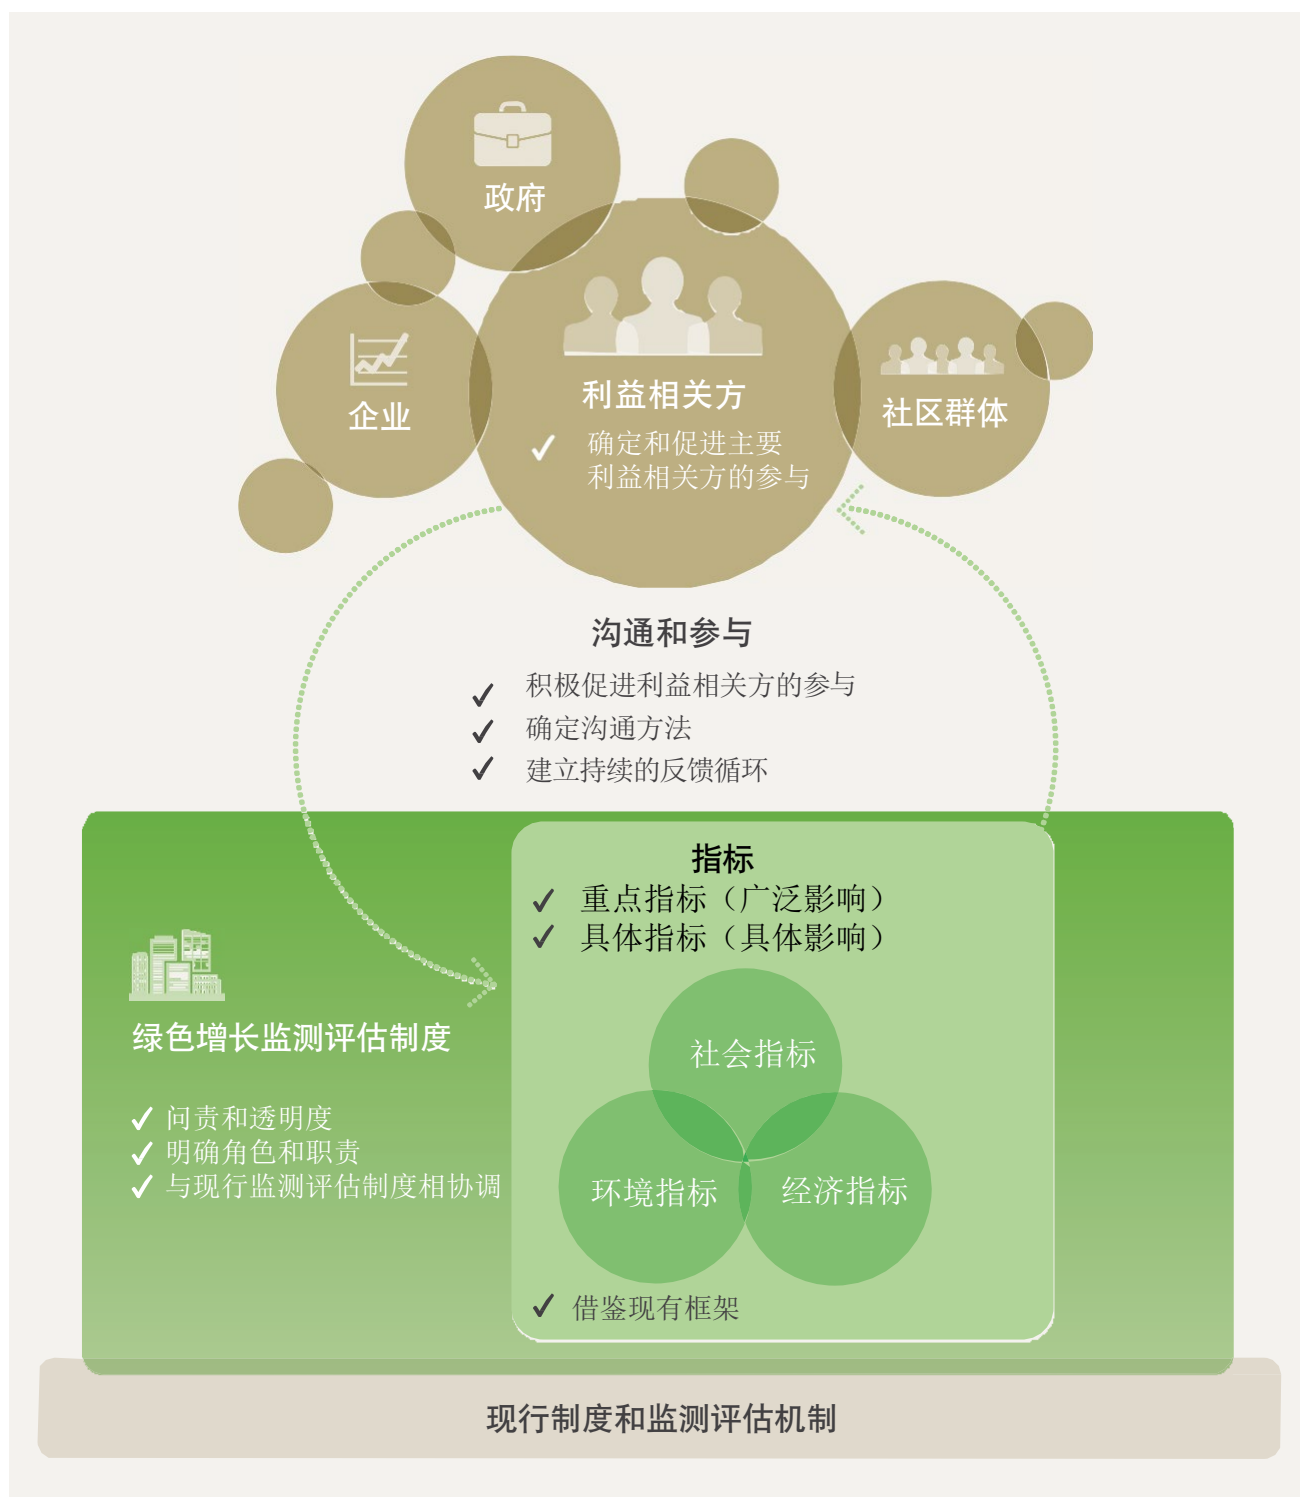 政府
企业
利益相关方
确定和促进主要
利益相关方的参与
社区群体
沟通和参与
积极促进利益相关方的参与
确定沟通方法
建立持续的反馈循环
指标
重点指标（广泛影响）
具体指标（具体影响）
绿色增长监测评估制度
问责和透明度
明确角色和职责
与现行监测评估制度相协调
社会指标
环境指标
经济指标
借鉴现有框架
现行制度和监测评估机制